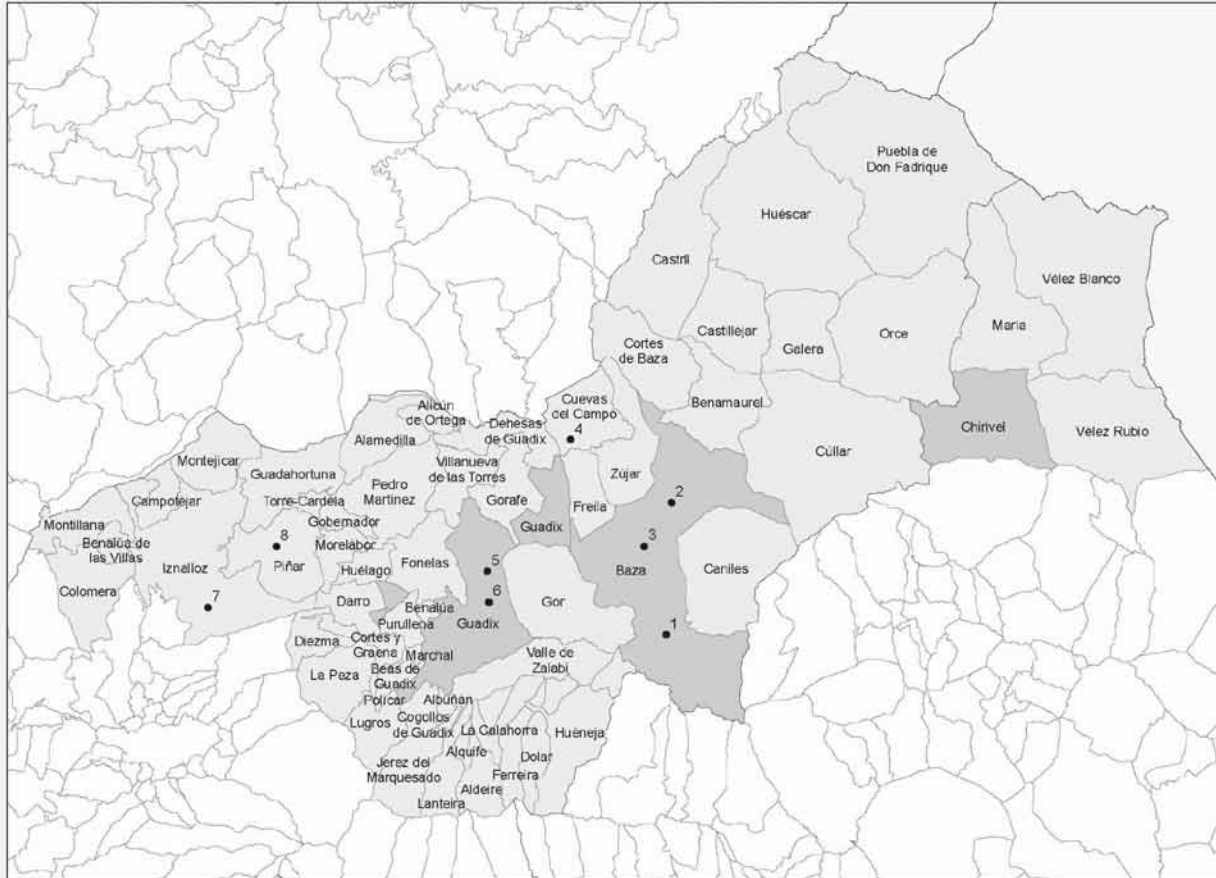 Puebla de
Don Fadrique
Huéscar
Castril
Vélez Blanco
María
Orce
Castilléjar
Galera
Cortes
de Baza
Benamaurel
Chirivel
Vélez Rubio
Cúllar
Cuevas
del Campo
4
Alicún
de Ortega
Dehesas
de Guadix
Alamedilla
Villanueva
de las Torres
Zújar
Montejícar
Guadahortuna
Pedro
Martínez
Gorafe
Freila
2
Campotéjar
Torre-Cardela
Gobernador
Guadix
Montillana
Benalúa de
las Villas
8
Piñar
Morelabor
Fonelas
3
Baza
Caniles
Iznalloz
Huélago
5
Colomera
7
Darro
Benalúa
6
Guadix
Gor
Purullena
1
Diezma
Cortes y
Graena
Marchal
Valle de
Zalabí
La Peza
Beas de
Guadix
Polícar
Albuñán
Lugros
Cogollos
de Guadix
La Calahorra
Huéneja
Alquife
Jerez del
Marquesado
Dolar
Ferreira
Aldeire
Lanteira